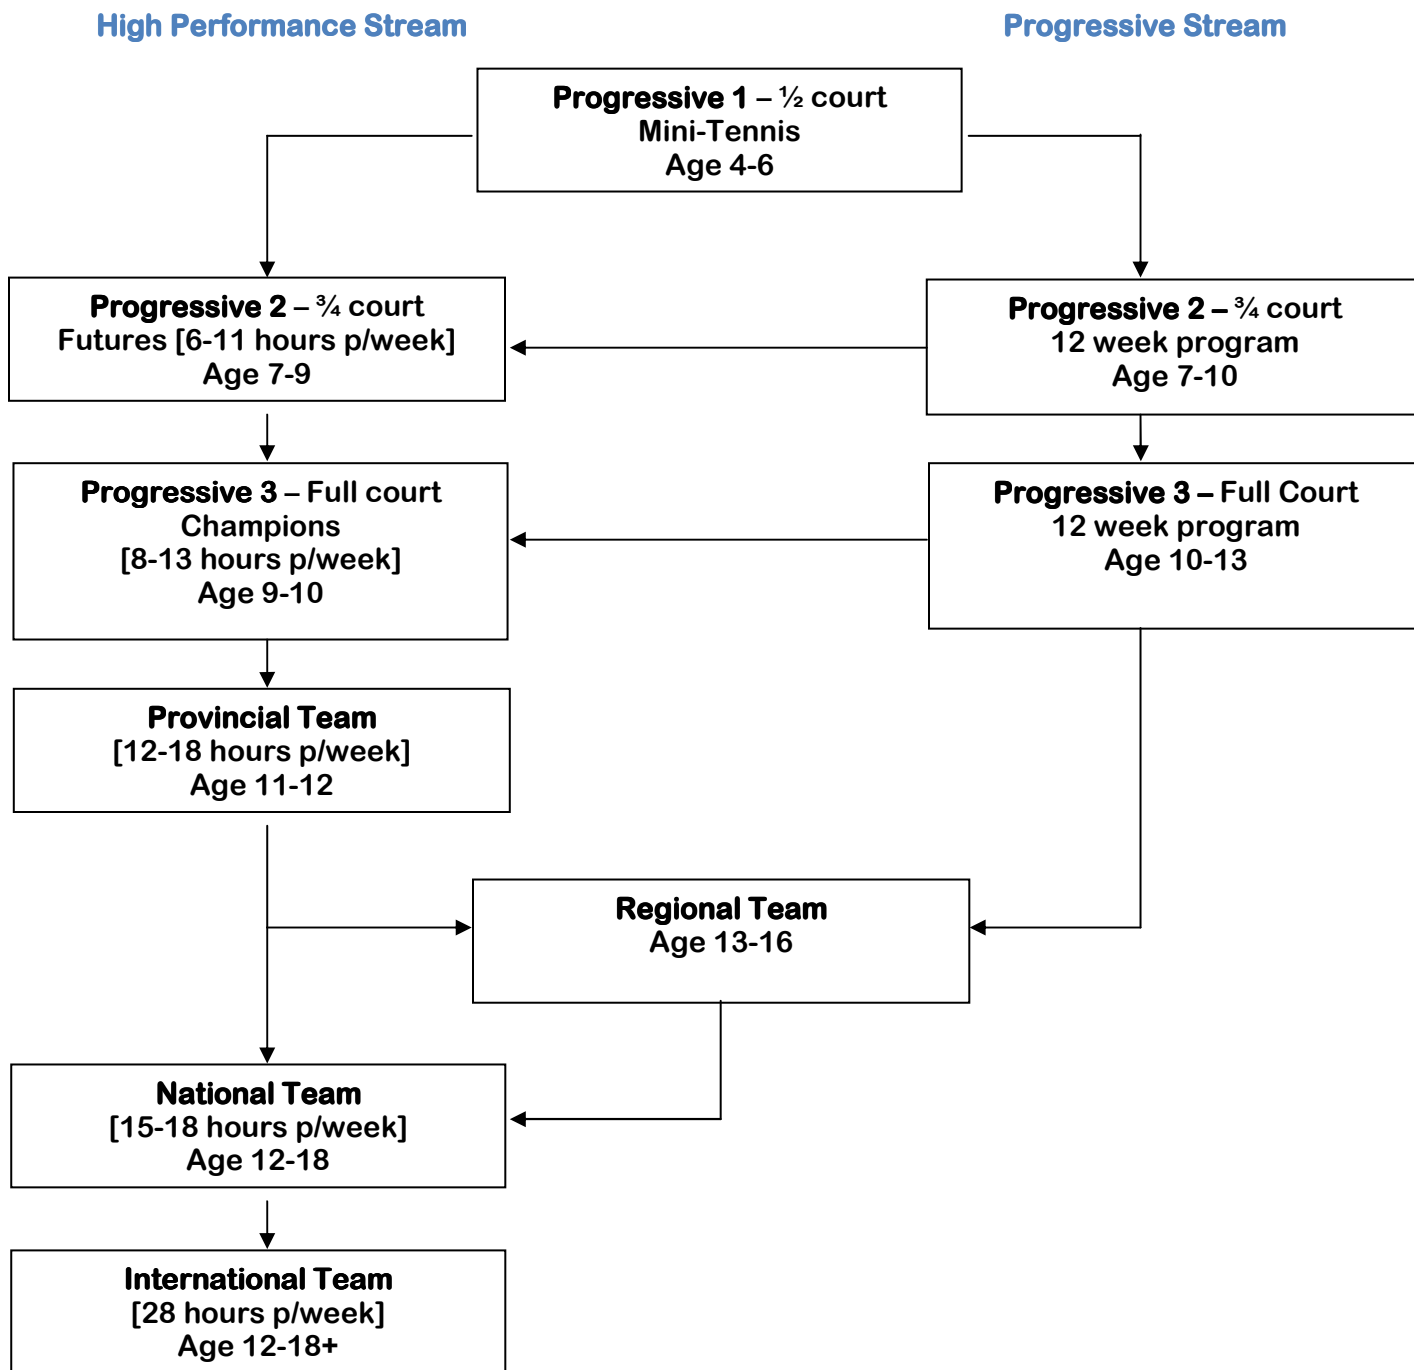 High Performance Stream
Progressive Stream
Progressive 1 – ½ court
Mini-Tennis
Age 4-6
Progressive 2 – ¾ court
Futures [6-11 hours p/week]
Age 7-9
Progressive 2 – ¾ court
12 week program
Age 7-10
Progressive 3 – Full court
Champions
[8-13 hours p/week]
Age 9-10
Progressive 3 – Full Court
12 week program
Age 10-13
Provincial Team
[12-18 hours p/week]
Age 11-12
Regional Team
Age 13-16
National Team
[15-18 hours p/week]
Age 12-18
International Team
[28 hours p/week]
Age 12-18+